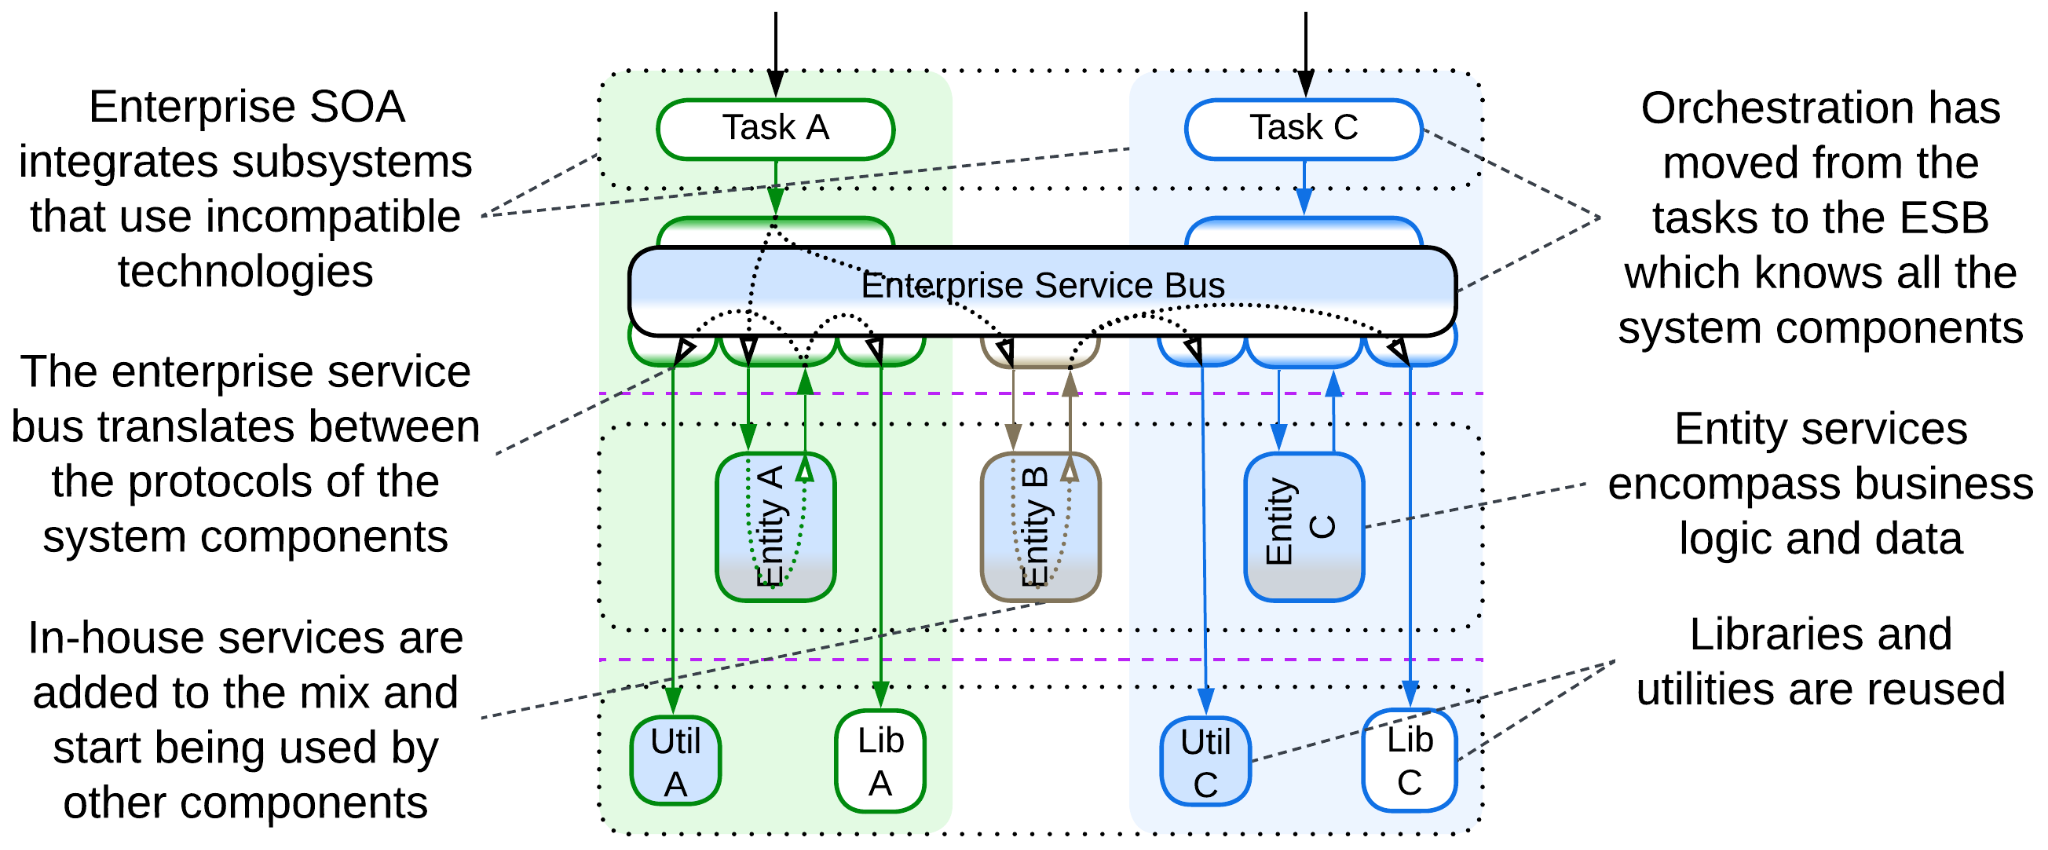 Enterprise SOA
integrates subsystems
that use incompatible
technologies
The enterprise service
bus translates between
the protocols of the
system components
In-house services are
added to the mix and
start being used by
other components
Task A
Task C
Enterprise Service Bus
Entity A
Entity B
Entity
C
Util
A
Lib
A
Util
C
Lib
C
Orchestration has
moved from the
tasks to the ESB
which knows all the
system components
Entity services
encompass business
logic and data
Libraries and
utilities are reused